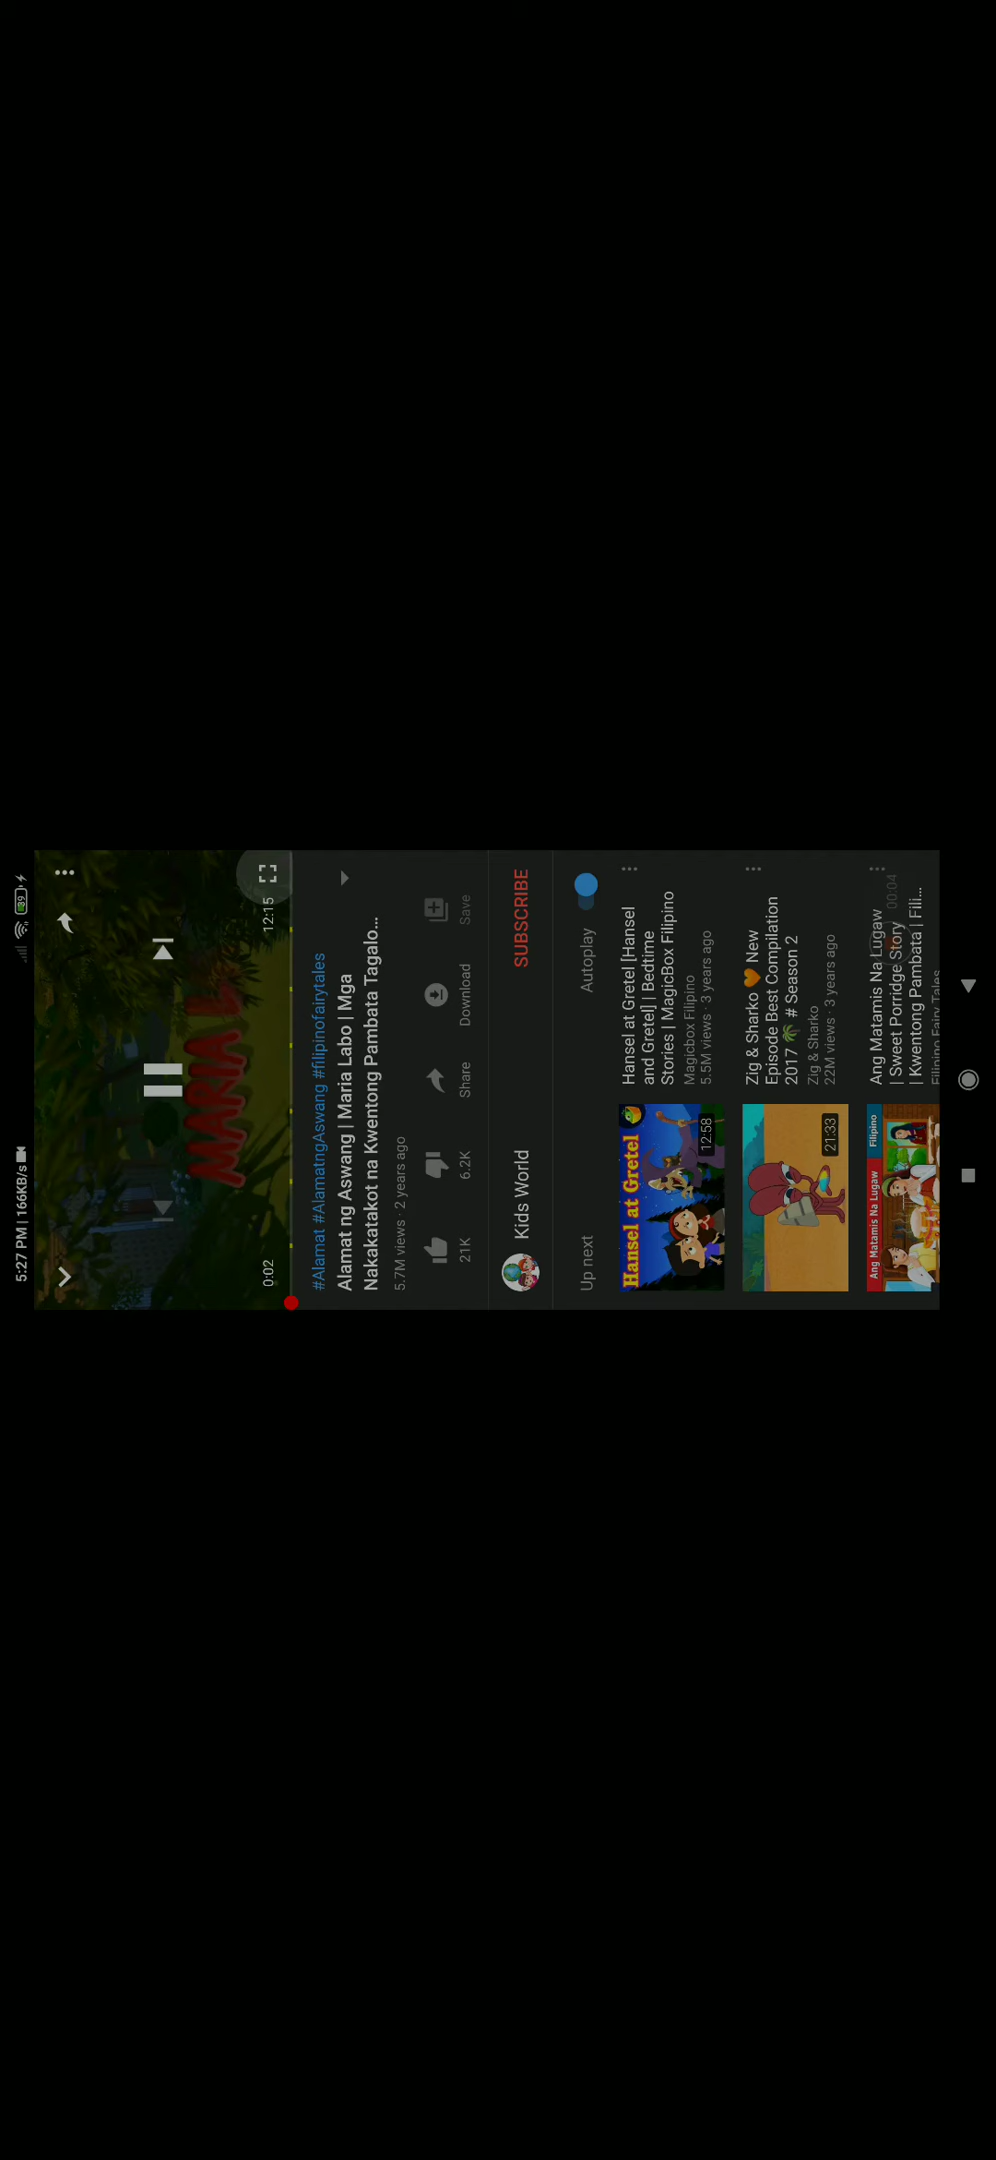 5:27 PM | 166KB/s
39
MARIA L
0:02
12:15
#Alamat #AlamatngAswang #filipinofairytales
Alamat ng Aswang | Maria Labo | Mga
Nakakatakot na Kwentong Pambata Tagalo...
5.7M views · 2 years ago
21K
6.2K
Share
Download
Save
Kids World
SUBSCRIBE
Up next
Autoplay
Hansel at Gretel
12:58
Hansel at Gretel [Hansel
and Gretel] | Bedtime
Stories | MagicBox Filipino
Magicbox Filipino
5.5M views · 3 years ago
21:33
Zig & Sharko 🧡 New
Episode Best Compilation
2017 🌴 # Season 2
Zig & Sharko
22M views · 3 years ago
Ang Matamis Na Lugaw
Filipino
Ang Matamis Na Lugaw
| Sweet Porridge Story
| Kwentong Pambata | Fili...
Filipino Fairy Tales
00:04